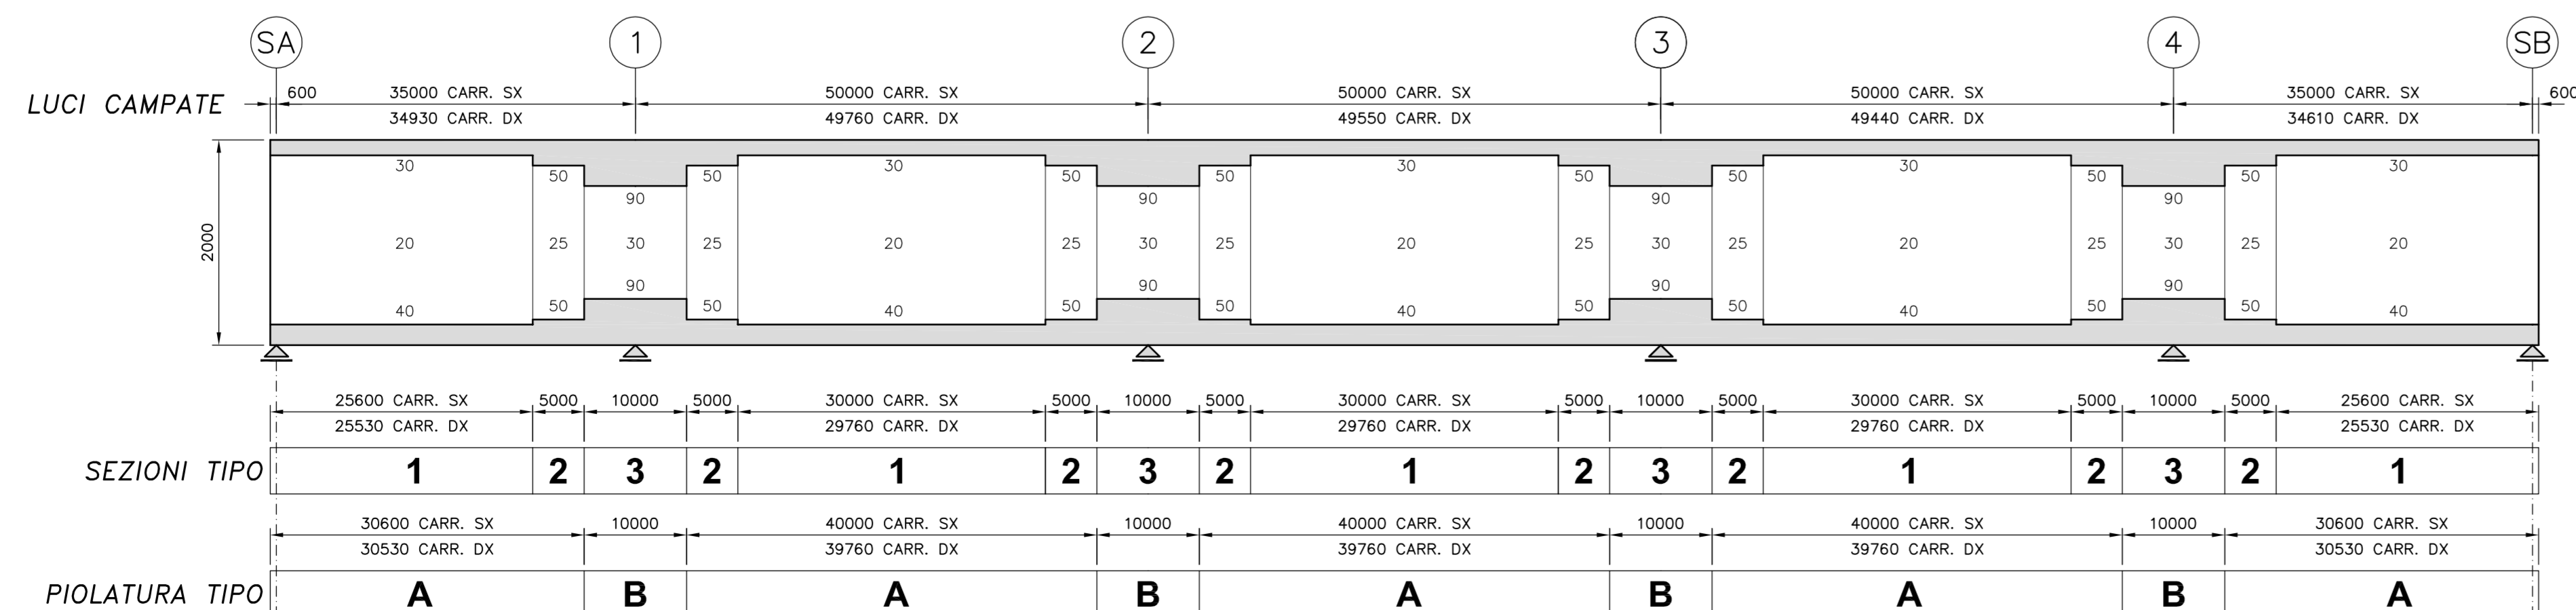 SA 1 2 3 4 SB
LUCI CAMPATE 600 35000 CARR. SX 50000 CARR. SX 50000 CARR. SX 50000 CARR. SX 35000 CARR. SX 600
34930 CARR. DX 49760 CARR. DX 49550 CARR. DX 49440 CARR. DX 34610 CARR. DX
30 50 50 30 50 50 30 50 50 30 50 50 30
90 90 90 90
2000 20 25 30 25 20 25 30 25 20 25 30 25 20 25 30 25 20
90 90 90 90
40 50 50 40 50 50 40 50 50 40 50 50 40
25600 CARR. SX 5000 10000 5000 30000 CARR. SX 5000 10000 5000 30000 CARR. SX 5000 10000 5000 30000 CARR. SX 5000 10000 5000 25600 CARR. SX
25530 CARR. DX 29760 CARR. DX 29760 CARR. DX 29760 CARR. DX 25530 CARR. DX
SEZIONI TIPO 1 2 3 2 1 2 3 2 1 2 3 2 1 2 3 2 1
30600 CARR. SX 10000 40000 CARR. SX 10000 40000 CARR. SX 10000 40000 CARR. SX 10000 30600 CARR. SX
30530 CARR. DX 39760 CARR. DX 39760 CARR. DX 39760 CARR. DX 30530 CARR. DX
PIOLATURA TIPO A B A B A B A B A